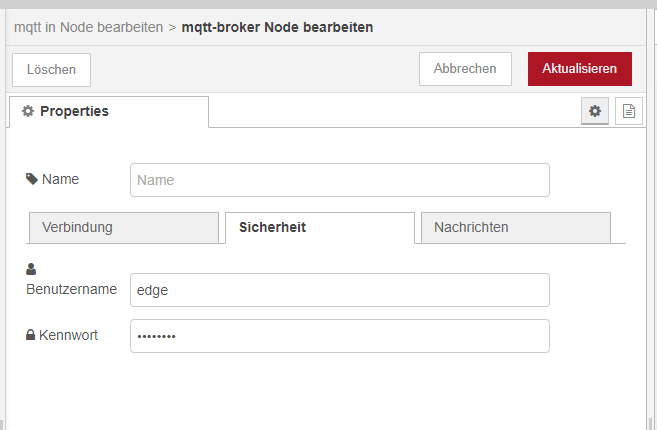 mqtt in Node bearbeiten > mqtt-broker Node bearbeiten
Löschen Abbrechen Aktualisieren
Properties
Name Name
Verbindung Sicherheit Nachrichten
Benutzername edge
Kennwort ••••••••